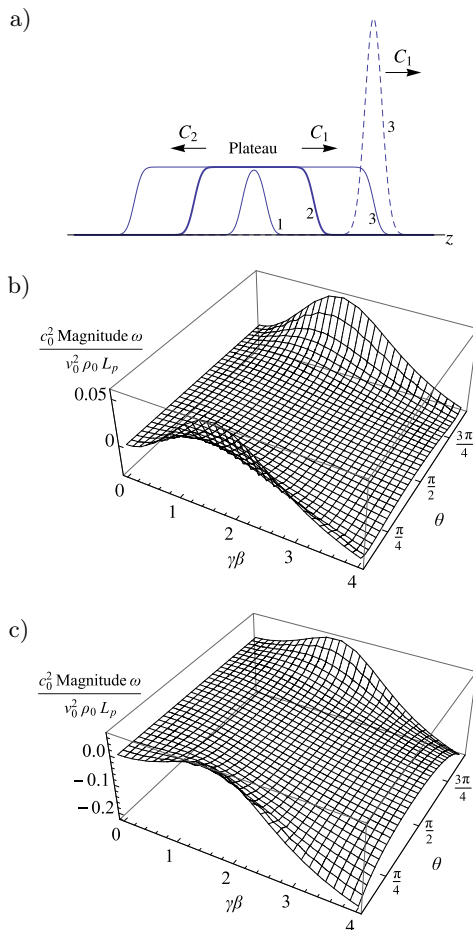 a)
C₂ Plateau C₁ C₁
1 2 3 3
z
b)
c₀² Magnitude ω / v₀² ρ₀ Lₚ
0.05
0
0 1 2 3 4
γβ
π/4 π/2 3π/4
θ
c)
c₀² Magnitude ω / v₀² ρ₀ Lₚ
0.0
−0.1
−0.2
0 1 2 3 4
γβ
π/4 π/2 3π/4
θ